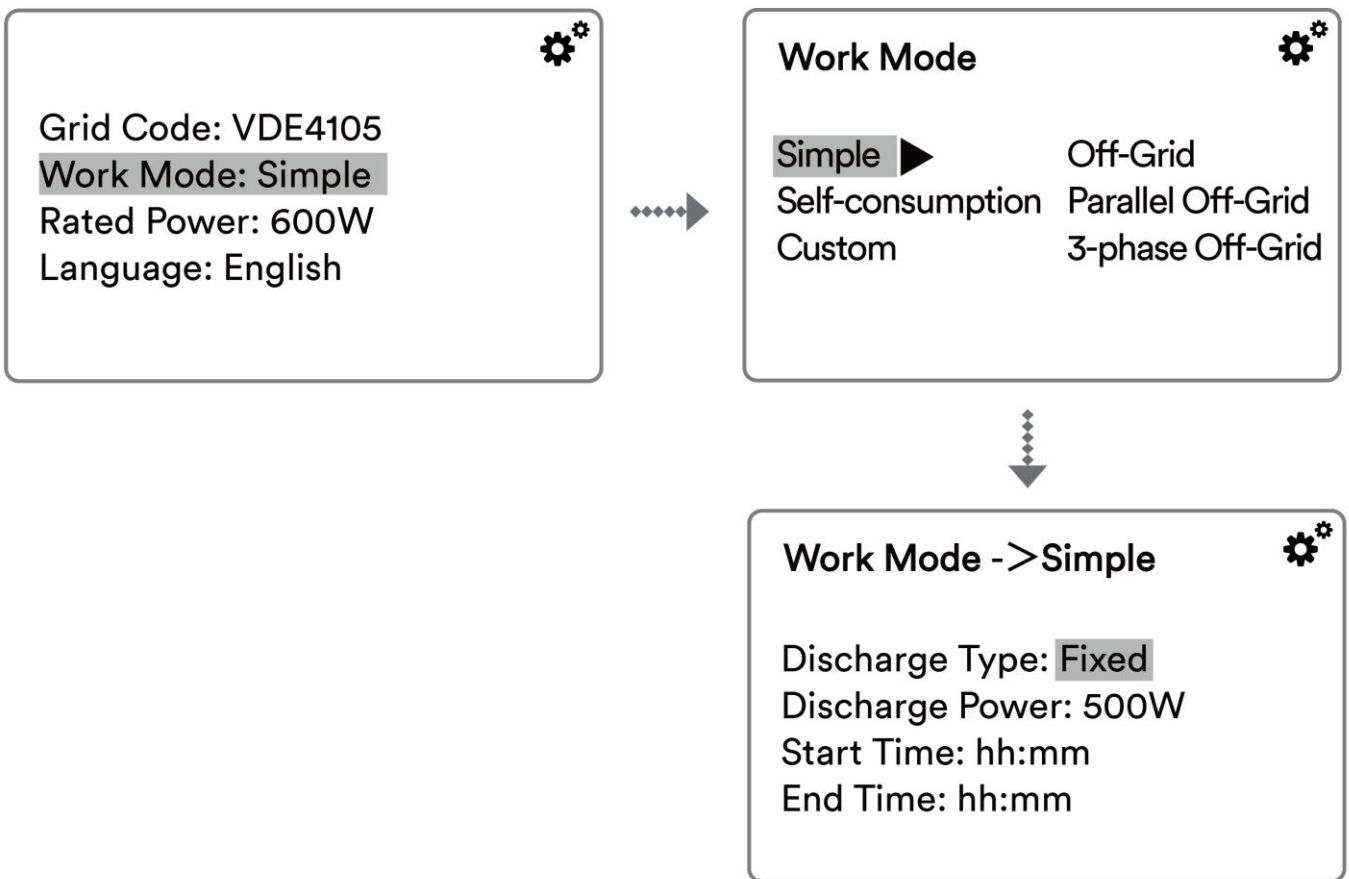 Grid Code: VDE4105
Work Mode: Simple
Rated Power: 600W
Language: English
Work Mode
Simple Off-Grid
Self-consumption Parallel Off-Grid
Custom 3-phase Off-Grid
Work Mode ->Simple
Discharge Type: Fixed
Discharge Power: 500W
Start Time: hh:mm
End Time: hh:mm